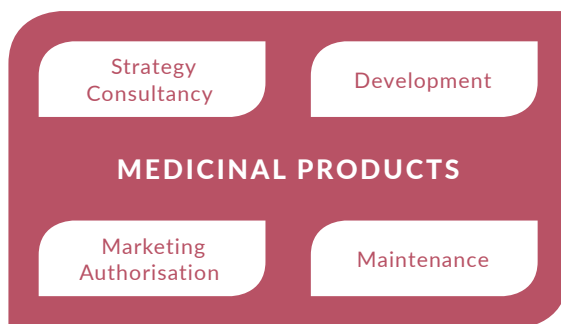 Strategy
Consultancy
Development
MEDICINAL PRODUCTS
Marketing
Authorisation
Maintenance